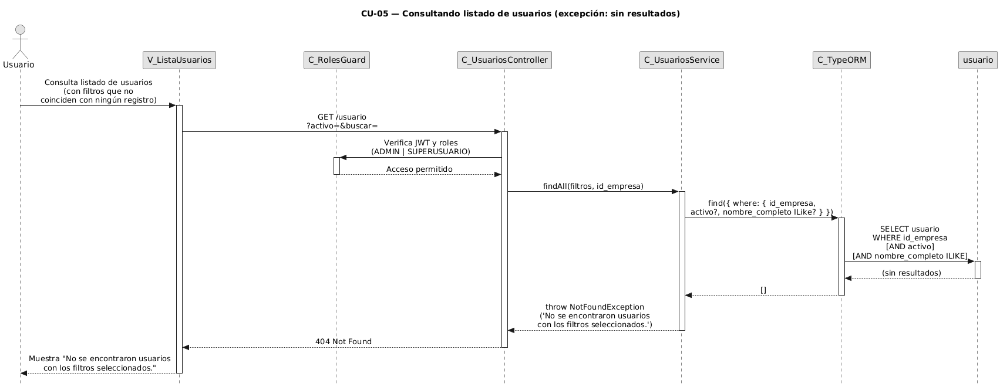 CU-05 — Consultando listado de usuarios (excepción: sin resultados)
Usuario
V_ListaUsuarios
C_RolesGuard
C_UsuariosController
C_UsuariosService
C_TypeORM
usuario
Consulta listado de usuarios
(con filtros que no
coinciden con ningún registro)
GET /usuario
?activo=&buscar=
Verifica JWT y roles
(ADMIN | SUPERUSUARIO)
Acceso permitido
findAll(filtros, id_empresa)
find({ where: { id_empresa,
activo?, nombre_completo ILike? } })
SELECT usuario
WHERE id_empresa
[AND activo]
[AND nombre_completo ILIKE]
(sin resultados)
[]
throw NotFoundException
('No se encontraron usuarios
con los filtros seleccionados.')
404 Not Found
Muestra "No se encontraron usuarios
con los filtros seleccionados."